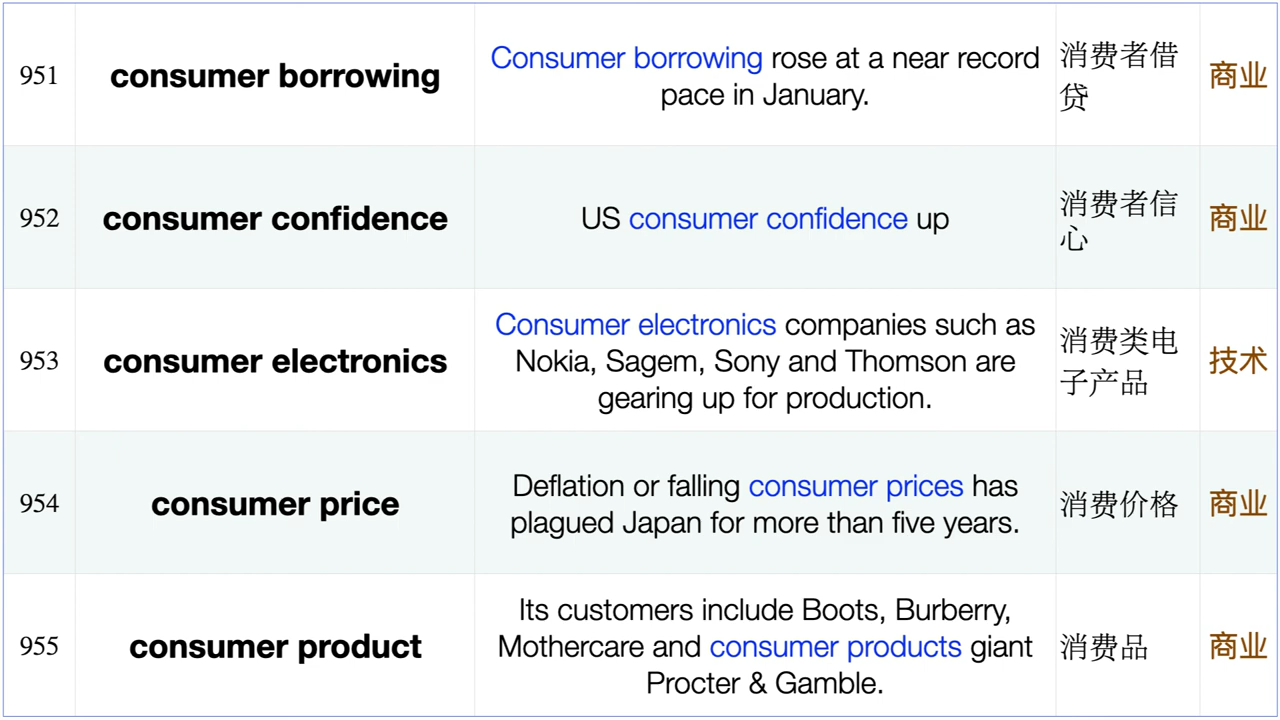 951
consumer borrowing
Consumer borrowing rose at a near record
pace in January.
消费者借
贷
商业
952
consumer confidence
US consumer confidence up
消费者信
心
商业
953
consumer electronics
Consumer electronics companies such as
Nokia, Sagem, Sony and Thomson are
gearing up for production.
消费类电
子产品
技术
954
consumer price
Deflation or falling consumer prices has
plagued Japan for more than five years.
消费价格
商业
955
consumer product
Its customers include Boots, Burberry,
Mothercare and consumer products giant
Procter & Gamble.
消费品
商业